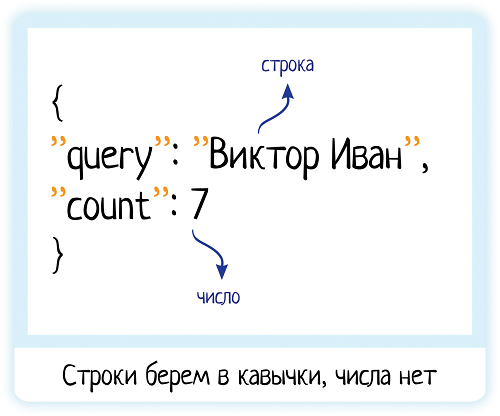 строка
{
”query”: ”Виктор Иван”,
”count”: 7
}
число
Строки берем в кавычки, числа нет